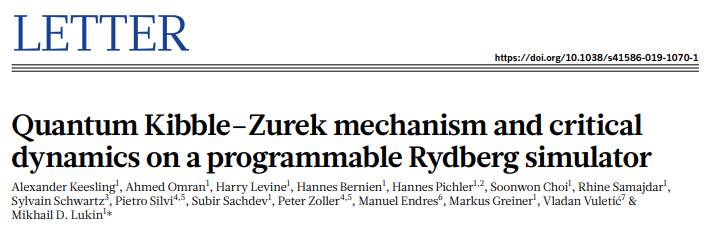 LETTER
https://doi.org/10.1038/s41586-019-1070-1
Quantum Kibble–Zurek mechanism and critical
dynamics on a programmable Rydberg simulator
Alexander Keesling¹, Ahmed Omran¹, Harry Levine¹, Hannes Bernien¹, Hannes Pichler¹,², Soonwon Choi¹, Rhine Samajdar¹,
Sylvain Schwartz³, Pietro Silvi⁴,⁵, Subir Sachdev¹, Peter Zoller⁴,⁵, Manuel Endres⁶, Markus Greiner¹, Vladan Vuletić⁷ &
Mikhail D. Lukin¹*